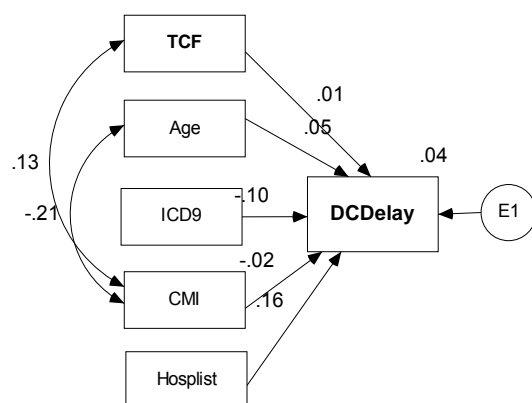 TCF
.01
Age
.05
.04
.13
-.10
ICD9
DCDelay
E1
-.21
-.02
CMI
.16
Hosplist